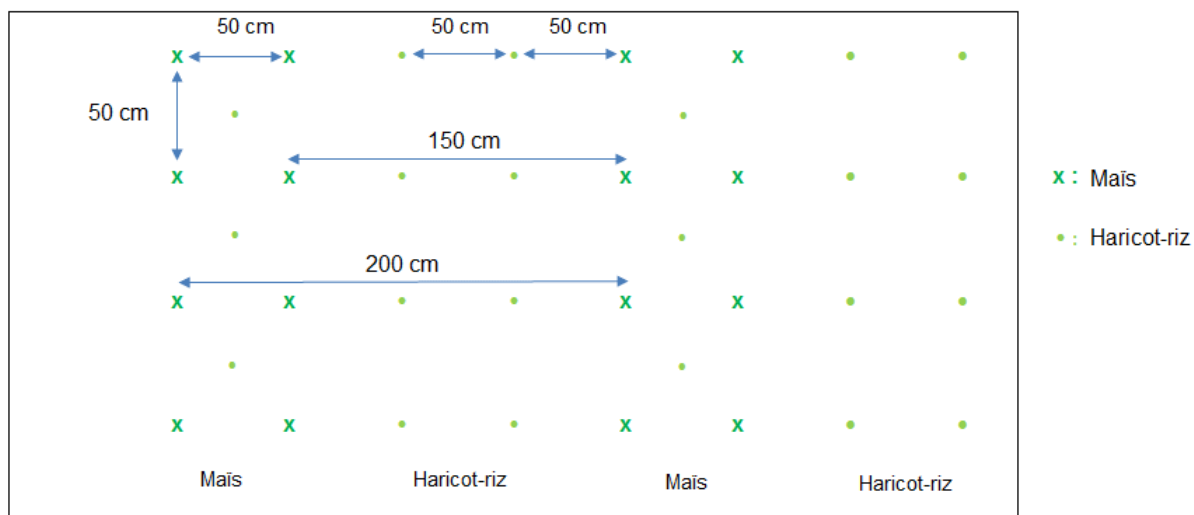 50 cm
50 cm
50 cm
50 cm
150 cm
200 cm
x : Maïs
• : Haricot-riz
Maïs
Haricot-riz
Maïs
Haricot-riz